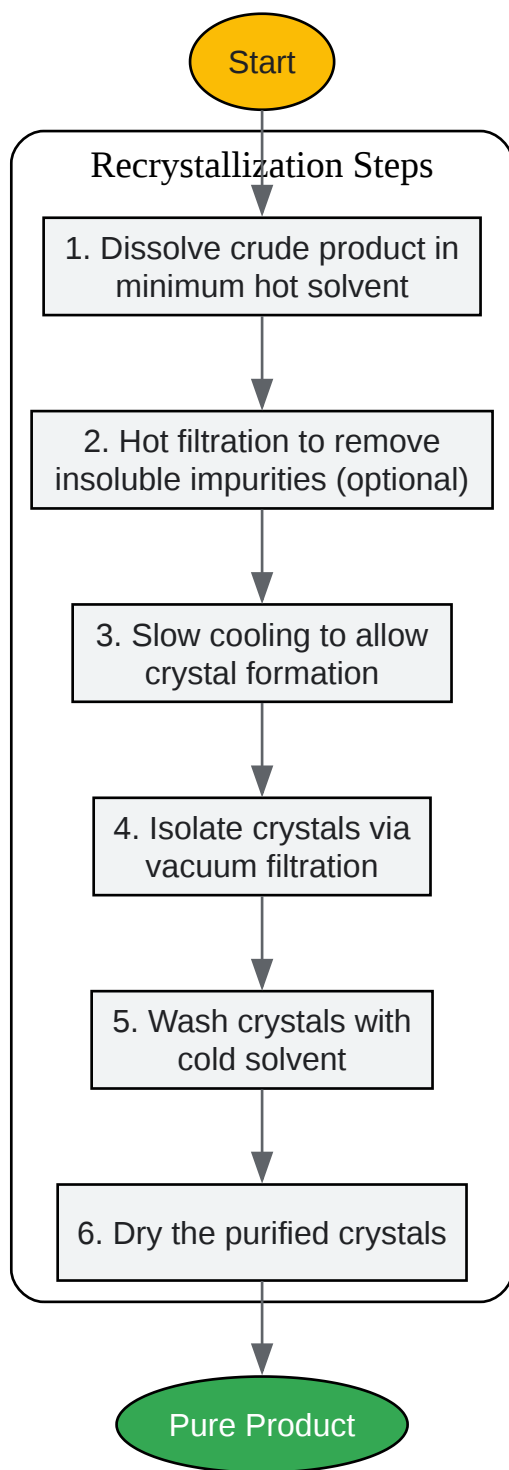 Start
Recrystallization Steps
1. Dissolve crude product in
minimum hot solvent
2. Hot filtration to remove
insoluble impurities (optional)
3. Slow cooling to allow
crystal formation
4. Isolate crystals via
vacuum filtration
5. Wash crystals with
cold solvent
6. Dry the purified crystals
Pure Product